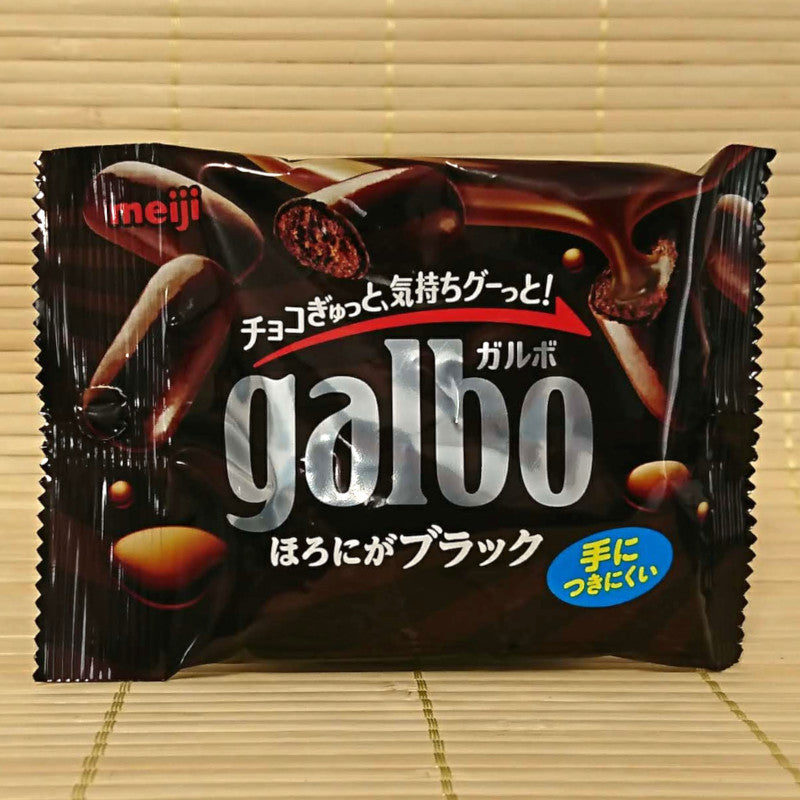 meiji
チョコぎゅっと、気持ちグーっと!
ガルボ
galbo
ほろにがブラック
手に
つきにくい